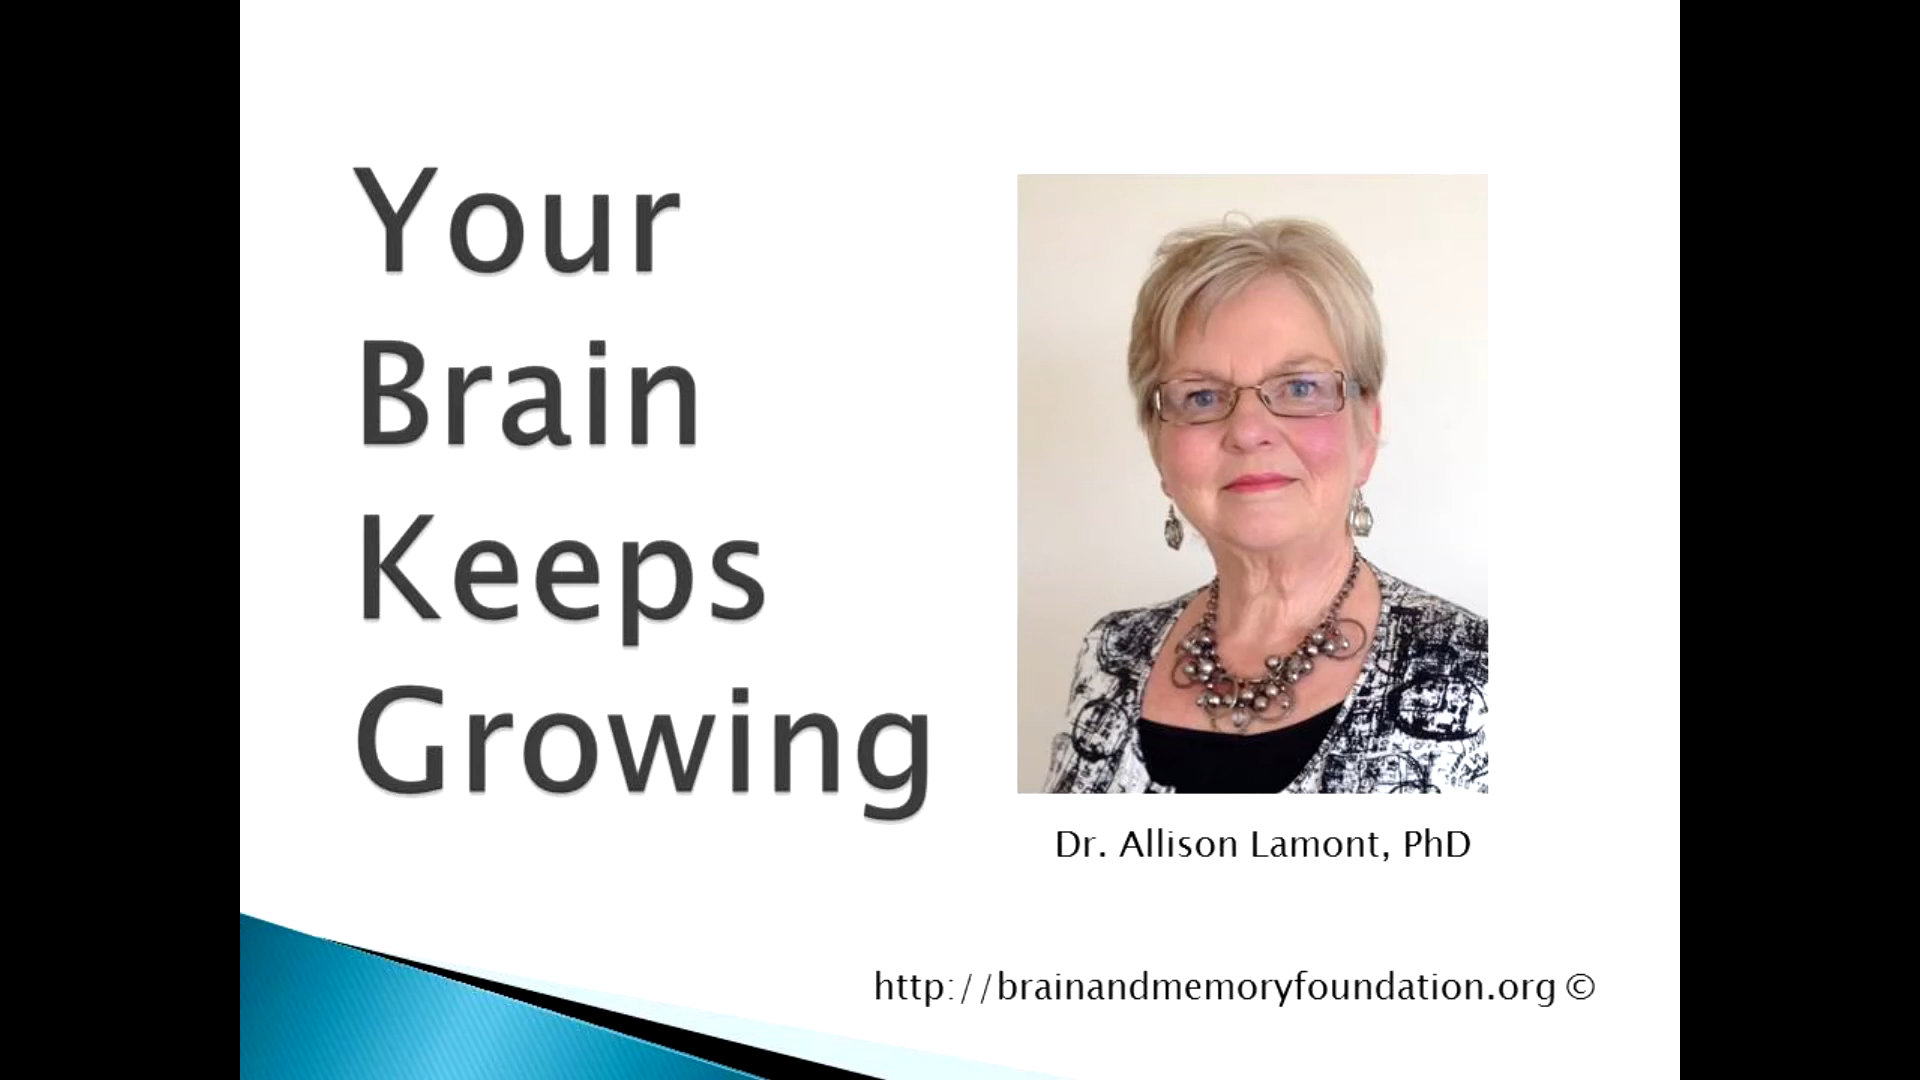 Your
Brain
Keeps
Growing
Dr. Allison Lamont, PhD
http://brainandmemoryfoundation.org ©